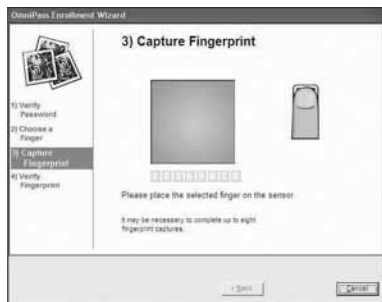 OmniPass Enrollment Wizard
3) Capture Fingerprint
1) Verify
Password
2) Choose a
Finger
3) Capture
Fingerprint
4) Verify
Fingerprint
Please place the selected finger on the sensor.
It may be necessary to complete up to eight
fingerprint captures.
< Back
Cancel